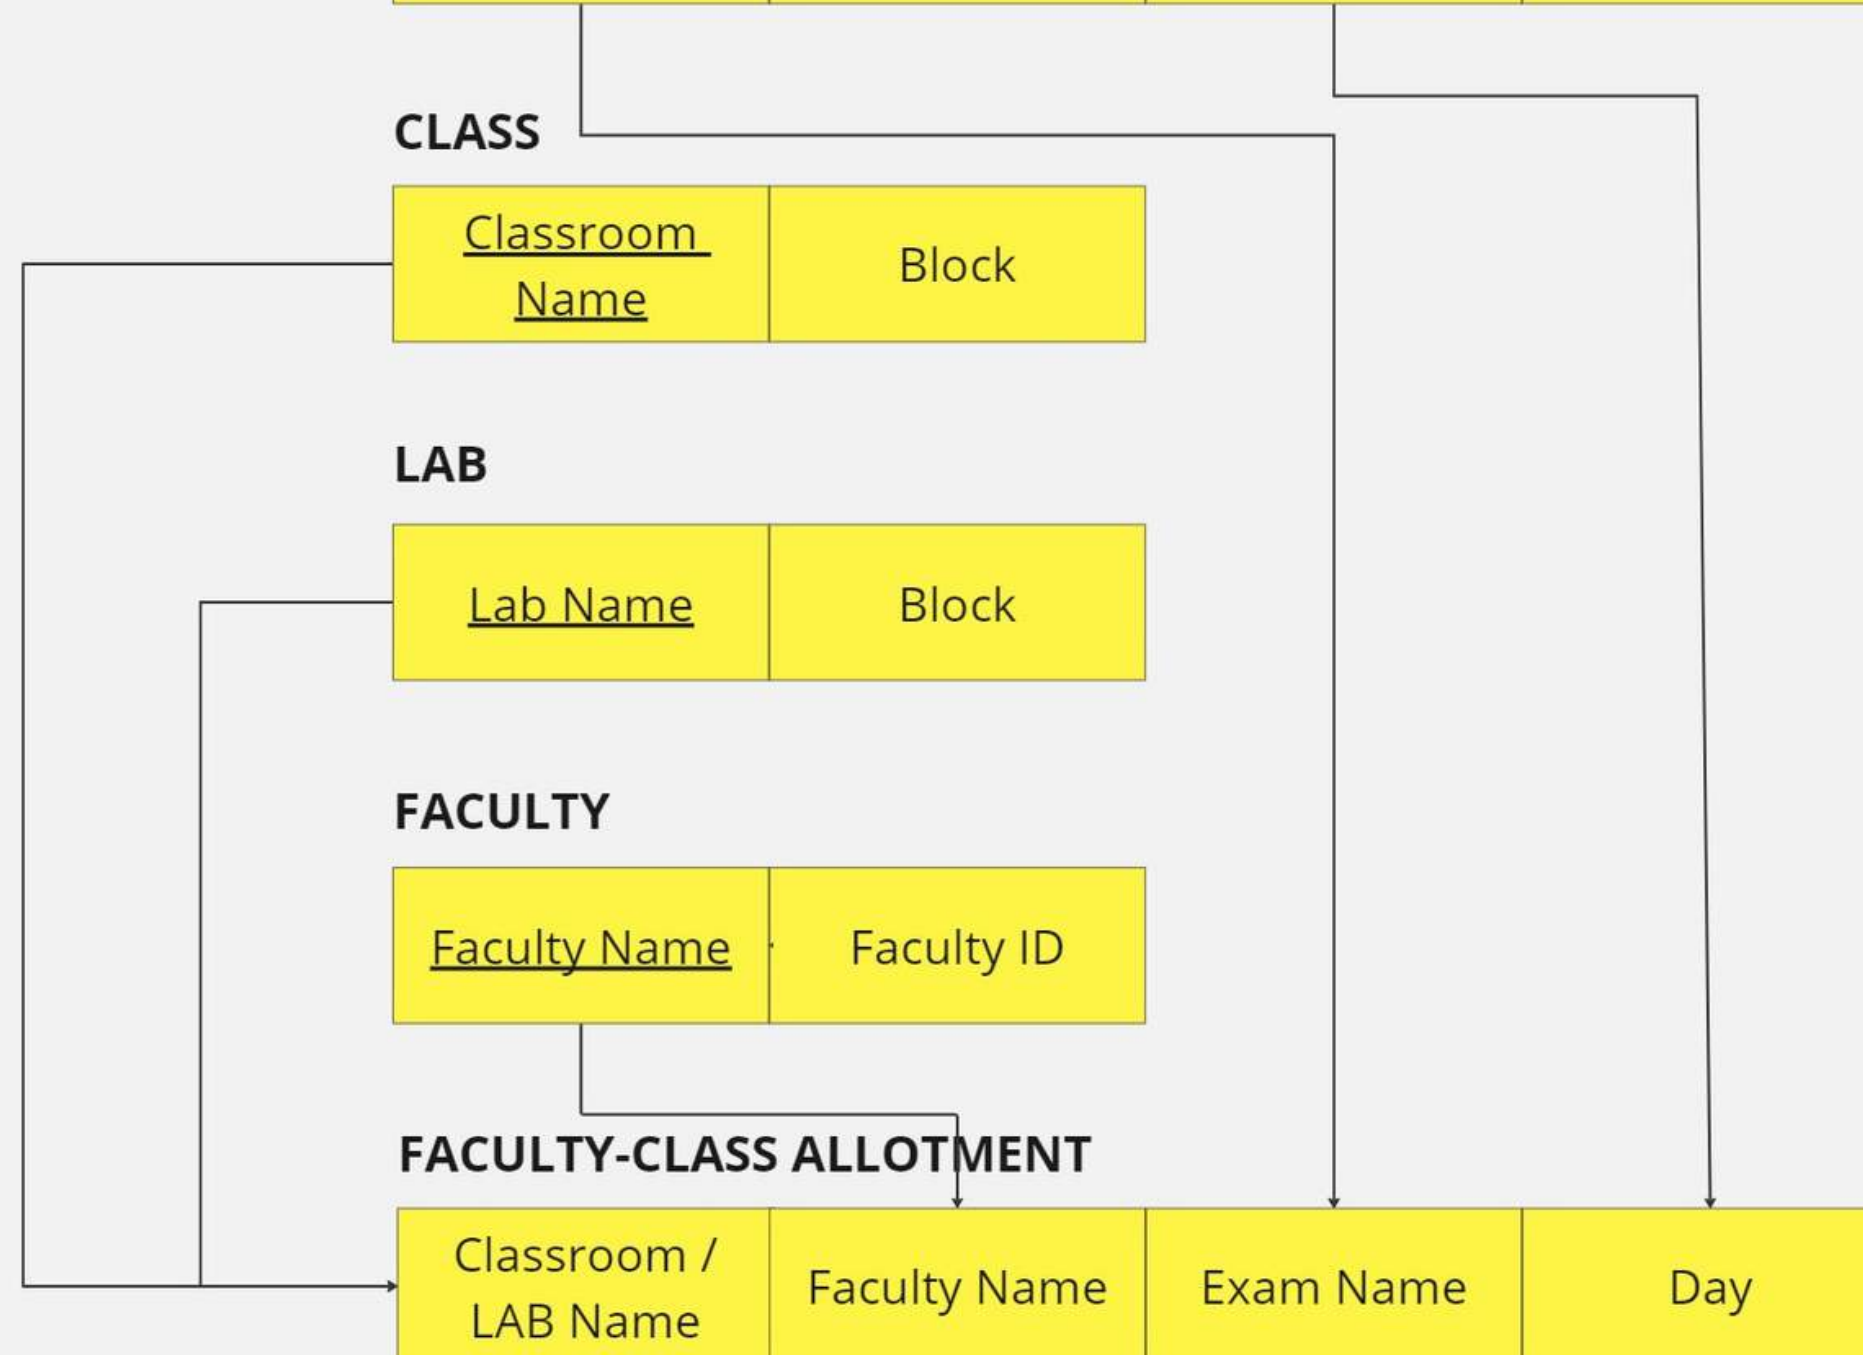 CLASS
Classroom
Name
Block
LAB
Lab Name
Block
FACULTY
Faculty Name
Faculty ID
FACULTY-CLASS ALLOTMENT
Classroom /
LAB Name
Faculty Name
Exam Name
Day